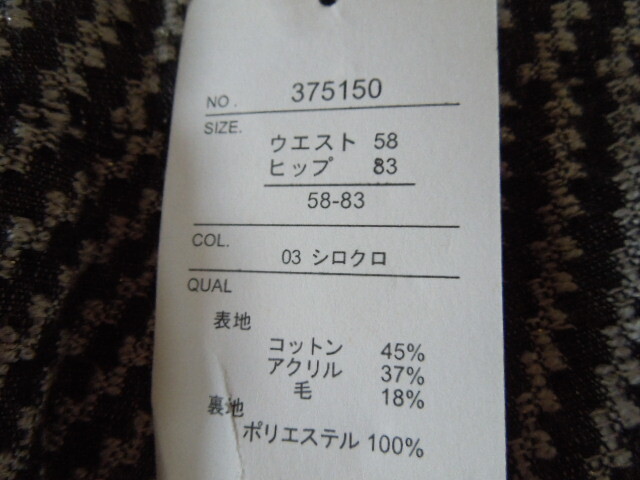 NO. 375150
SIZE.
ウエスト 58
ヒップ 83
58-83
COL.
03 シロクロ
QUAL
表地
コットン 45%
アクリル 37%
毛 18%
裏地
ポリエステル 100%